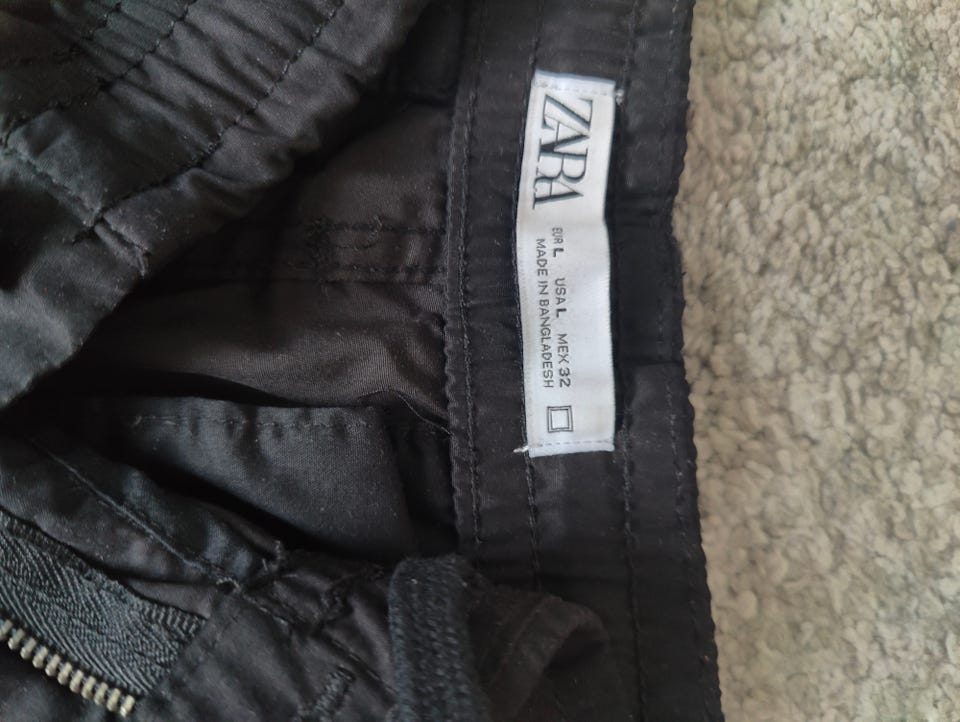 ZARA
EUR L USA L MEX 32
MADE IN BANGLADESH